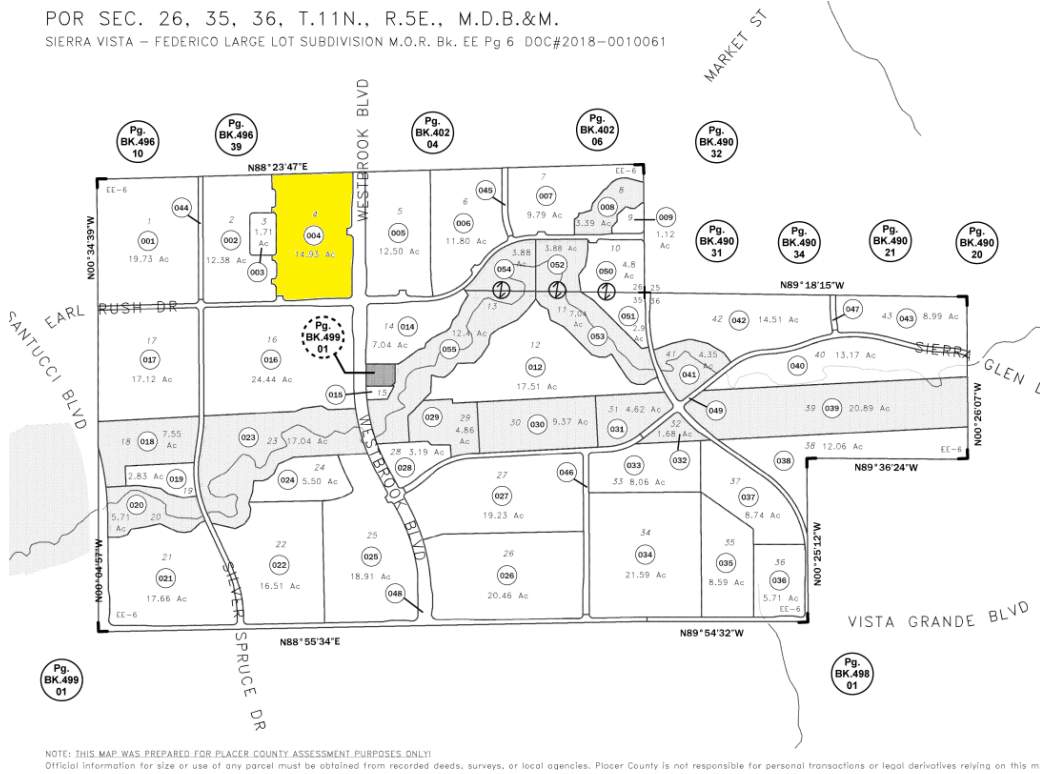 POR SEC. 26, 35, 36, T.11N., R.5E., M.D.B.&M.
SIERRA VISTA – FEDERICO LARGE LOT SUBDIVISION M.O.R. Bk. EE Pg 6 DOC#2018-0010061
MARKET ST
WESTBROOK BLVD
Pg.
BK.496
10
Pg.
BK.496
39
Pg.
BK.402
04
Pg.
BK.402
06
Pg.
BK.490
32
N88°23'47"E
EE-6
EE-6
N00°34'39"W
044
1
001
19.73 Ac
2
002
12.38 Ac
3
1.71
Ac
003
4
004
14.93 Ac
5
005
12.50 Ac
6
006
11.80 Ac
045
7
007
9.79 Ac
8
008
3.39 Ac
9
009
1.12
Ac
Pg.
BK.490
31
Pg.
BK.490
34
Pg.
BK.490
21
Pg.
BK.490
20
3.88
Ac
054
3.88 Ac
052
10
050
4.8
Ac
26 25
35 36
N89°18'15"W
EARL RUSH DR
SANTUCCI BLVD
Pg.
BK.499
01
14
014
7.04 Ac
13
12.4 Ac
055
11
7.04
Ac
053
051
2.9
Ac
42
042
14.51 Ac
047
43
043
8.99 Ac
17
017
17.12 Ac
16
016
24.44 Ac
015
15
12
012
17.51 Ac
41
4.35
Ac
041
40
13.17 Ac
040
SIERRA GLEN D
N00°26'07"W
18
018
7.55
Ac
023
23
17.04 Ac
029
29
4.86
Ac
30
030
9.37 Ac
31
4.62 Ac
031
049
32
1.68 Ac
032
39
039
20.89 Ac
38
12.06 Ac
038
EE-6
N89°36'24"W
2.83 Ac
019
19
24
024
5.50 Ac
28
3.19 Ac
028
WESTBROOK BLVD
27
027
19.23 Ac
046
033
33
8.06 Ac
37
037
8.74 Ac
020
5.71
Ac
20
N00°04'57"W
21
021
17.66 Ac
EE-6
22
022
16.51 Ac
25
025
18.91 Ac
048
26
026
20.46 Ac
34
034
21.59 Ac
35
035
8.59 Ac
36
036
5.71 Ac
EE-6
N00°25'12"W
SILVER SPRUCE DR
N88°55'34"E
N89°54'32"W
VISTA GRANDE BLVD
Pg.
BK.499
01
Pg.
BK.498
01
NOTE: THIS MAP WAS PREPARED FOR PLACER COUNTY ASSESSMENT PURPOSES ONLY!
Official information for size or use of any parcel must be obtained from recorded deeds, surveys, or local agencies. Placer County is not responsible for personal transactions or legal derivatives relying on this m